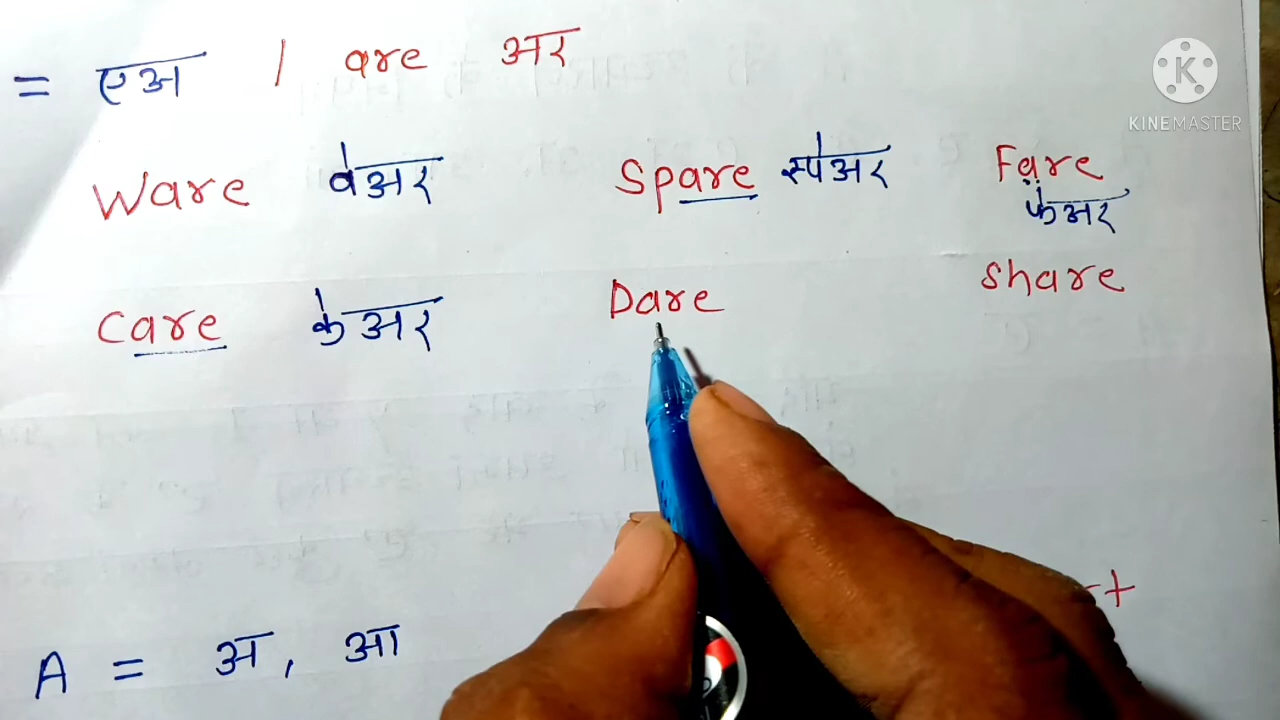 = एअ / are अर
KINEMASTER
Ware वेअर Spare स्पेअर Fare
फेअर
Care केअर Dare Share
A = अ, आ